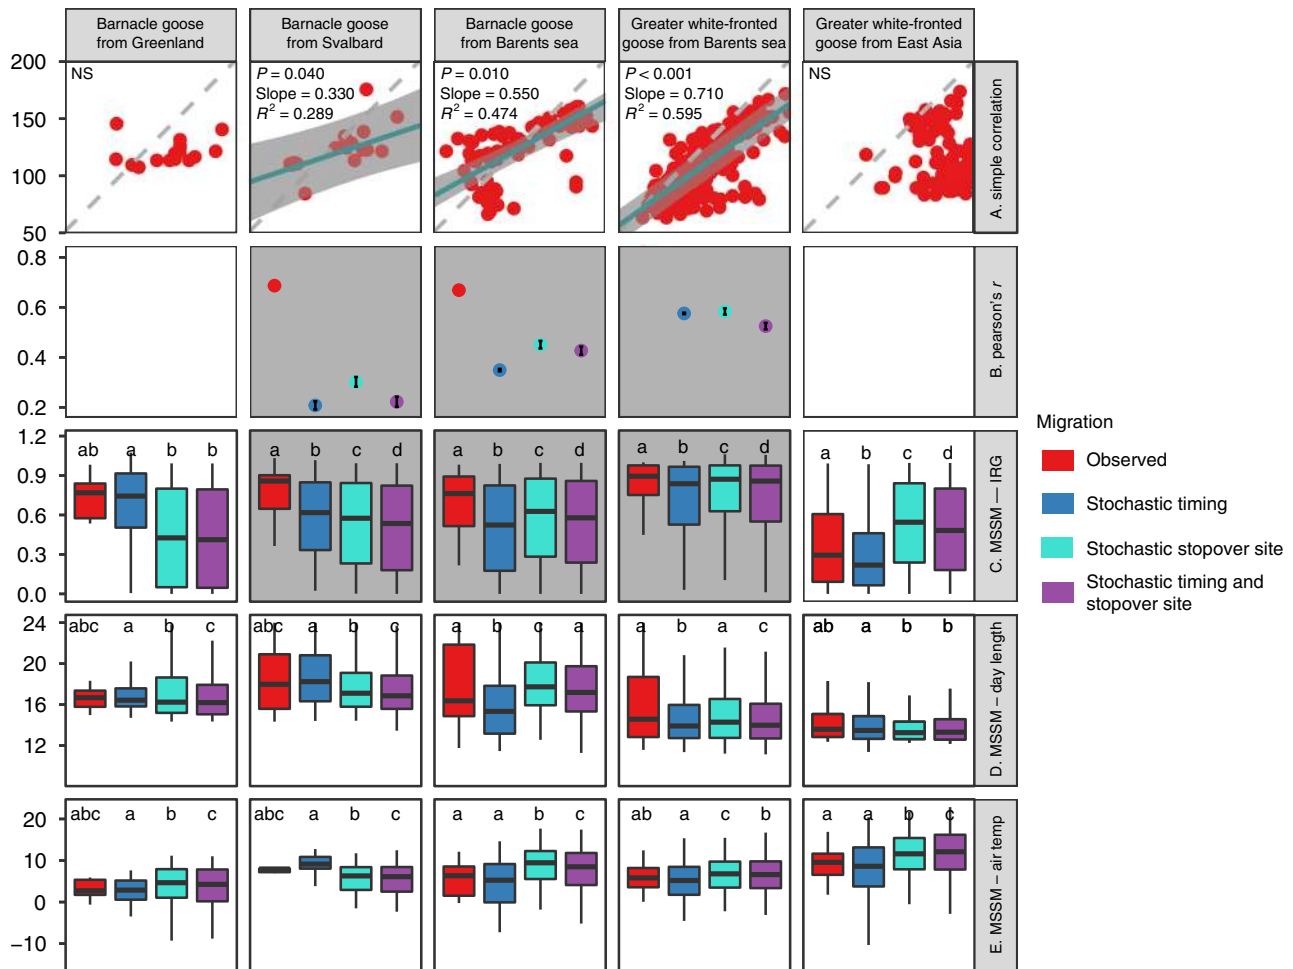 Barnacle goose
from Greenland
Barnacle goose
from Svalbard
Barnacle goose
from Barents sea
Greater white-fronted
goose from Barents sea
Greater white-fronted
goose from East Asia
200
150
100
50
NS
P = 0.040
Slope = 0.330
R² = 0.289
P = 0.010
Slope = 0.550
R² = 0.474
P < 0.001
Slope = 0.710
R² = 0.595
NS
A. simple correlation
0.8
0.6
0.4
0.2
B. pearson's r
1.2
0.9
0.6
0.3
0.0
ab a b b
a b c d
a b c d
a b c d
a b c d
C. MSSM — IRG
24
20
16
12
abc a b c
abc a b c
a b c a
a b a c
ab a b b
D. MSSM – day length
20
10
0
−10
abc a b c
abc a b c
a a b c
ab a c b
a a b c
E. MSSM – air temp
Migration
Observed
Stochastic timing
Stochastic stopover site
Stochastic timing and
stopover site